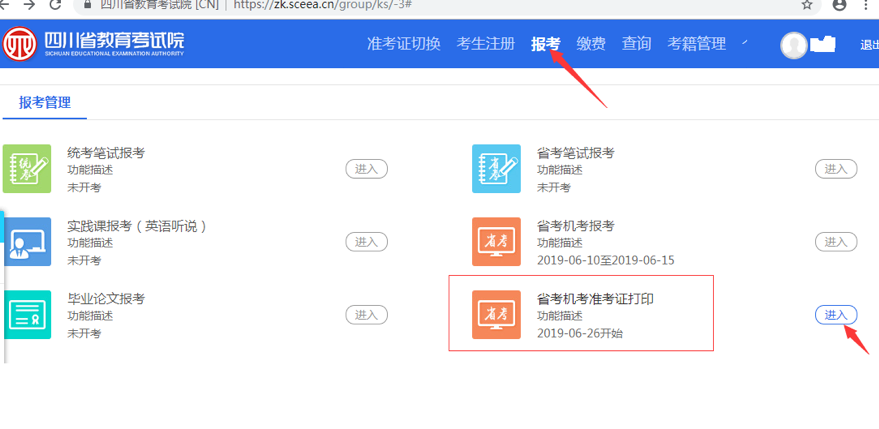 四川省教育考试院 [CN] | https://zk.sceea.cn/group/ks/-3#
四川省教育考试院
SICHUAN EDUCATIONAL EXAMINATION AUTHORITY
准考证切换 考生注册 报考 缴费 查询 考籍管理
退出
报考管理
统考
统考笔试报考
功能描述
未开考
进入
省考
省考笔试报考
功能描述
未开考
进入
实践课报考（英语听说）
功能描述
未开考
进入
省考
省考机考报考
功能描述
2019-06-10至2019-06-15
进入
毕业论文报考
功能描述
未开考
进入
省考
省考机考准考证打印
功能描述
2019-06-26开始
进入